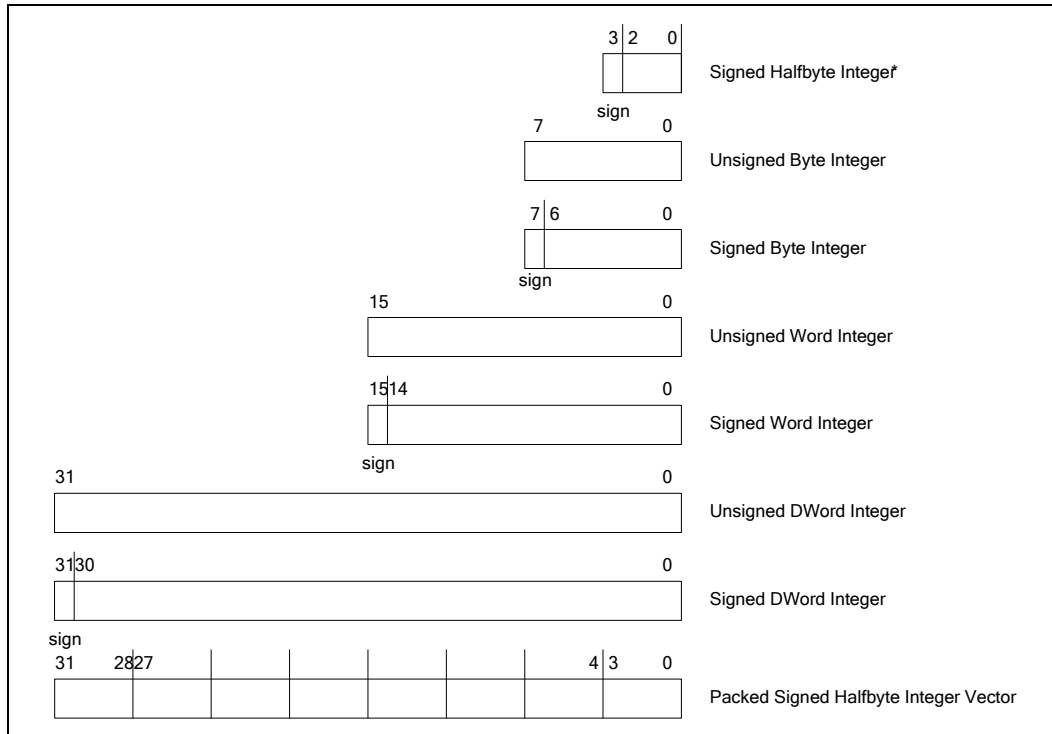 3 2 0
Signed Halfbyte Integer*
sign
7 0
Unsigned Byte Integer
7 6 0
Signed Byte Integer
sign
15 0
Unsigned Word Integer
15 14 0
Signed Word Integer
sign
31 0
Unsigned DWord Integer
31 30 0
Signed DWord Integer
sign
31 28 27 4 3 0
Packed Signed Halfbyte Integer Vector